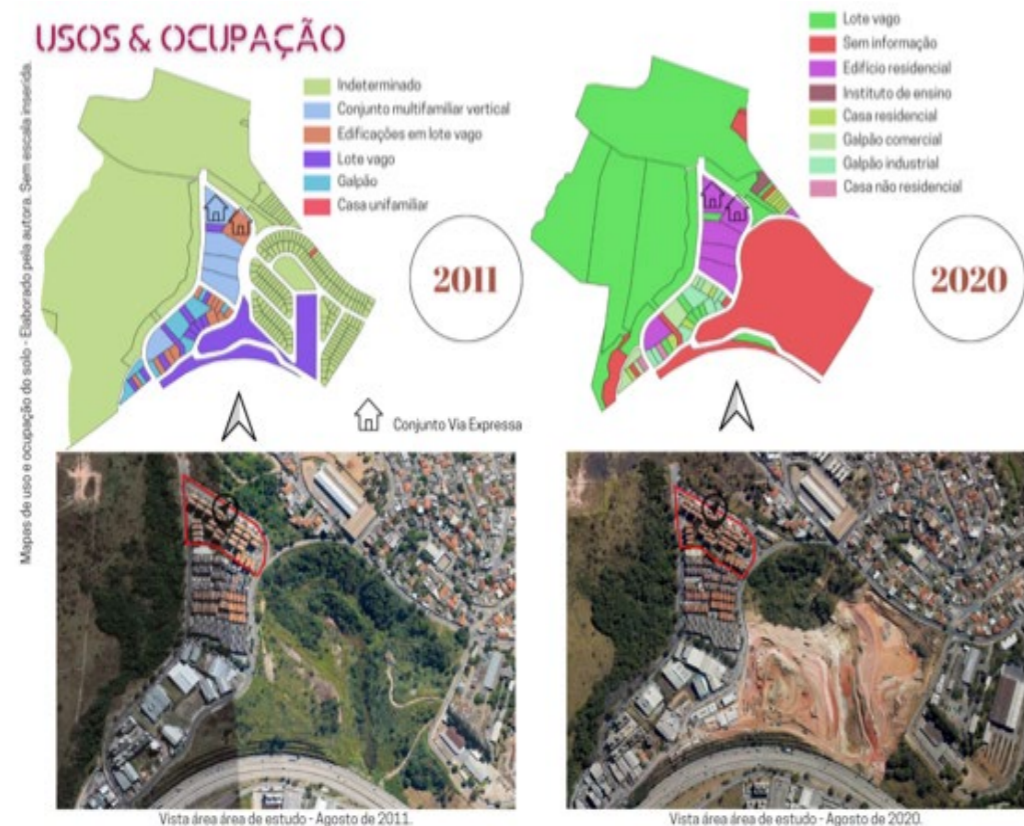 USOS & OCUPAÇÃO
Mapas de uso e ocupação do solo - Elaborado pela autora. Sem escala inserida.
Indeterminado
Conjunto multifamiliar vertical
Edificações em lote vago
Lote vago
Galpão
Casa unifamiliar
2011
Lote vago
Sem informação
Edifício residencial
Instituto de ensino
Casa residencial
Galpão comercial
Galpão industrial
Casa não residencial
2020
Conjunto Via Expressa
Vista área área de estudo - Agosto de 2011.
Vista área área de estudo - Agosto de 2020.